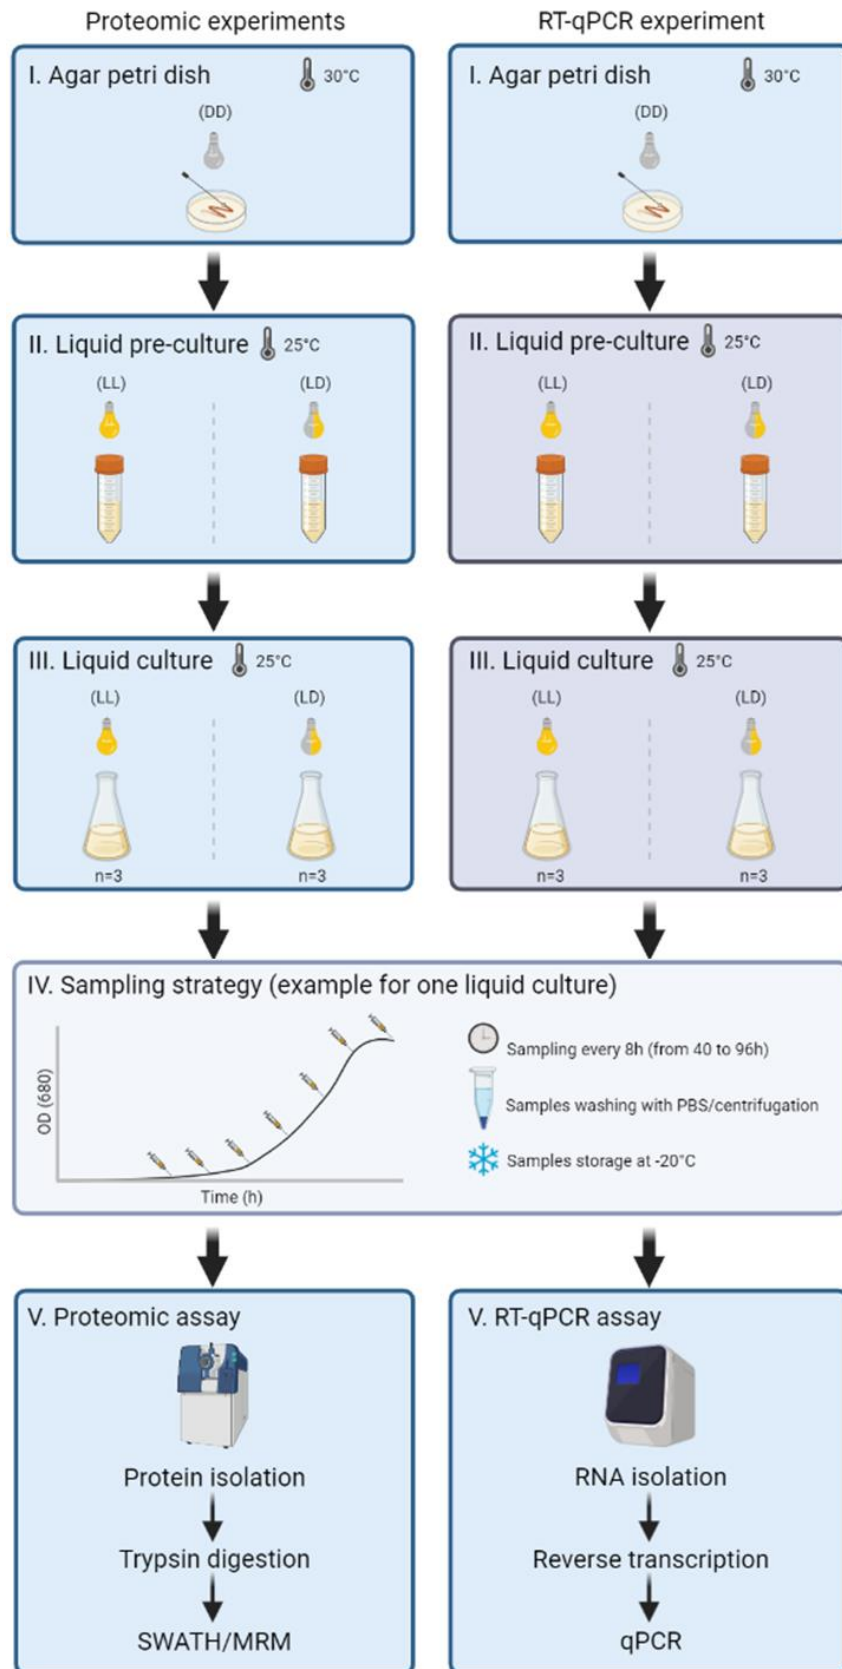 Proteomic experiments
RT-qPCR experiment
I. Agar petri dish
30°C
(DD)
I. Agar petri dish
30°C
(DD)
II. Liquid pre-culture
25°C
(LL)
(LD)
II. Liquid pre-culture
25°C
(LL)
(LD)
III. Liquid culture
25°C
(LL)
(LD)
n=3
n=3
III. Liquid culture
25°C
(LL)
(LD)
n=3
n=3
IV. Sampling strategy (example for one liquid culture)
OD (680)
Time (h)
Sampling every 8h (from 40 to 96h)
Samples washing with PBS/centrifugation
Samples storage at -20°C
V. Proteomic assay
Protein isolation
Trypsin digestion
SWATH/MRM
V. RT-qPCR assay
RNA isolation
Reverse transcription
qPCR